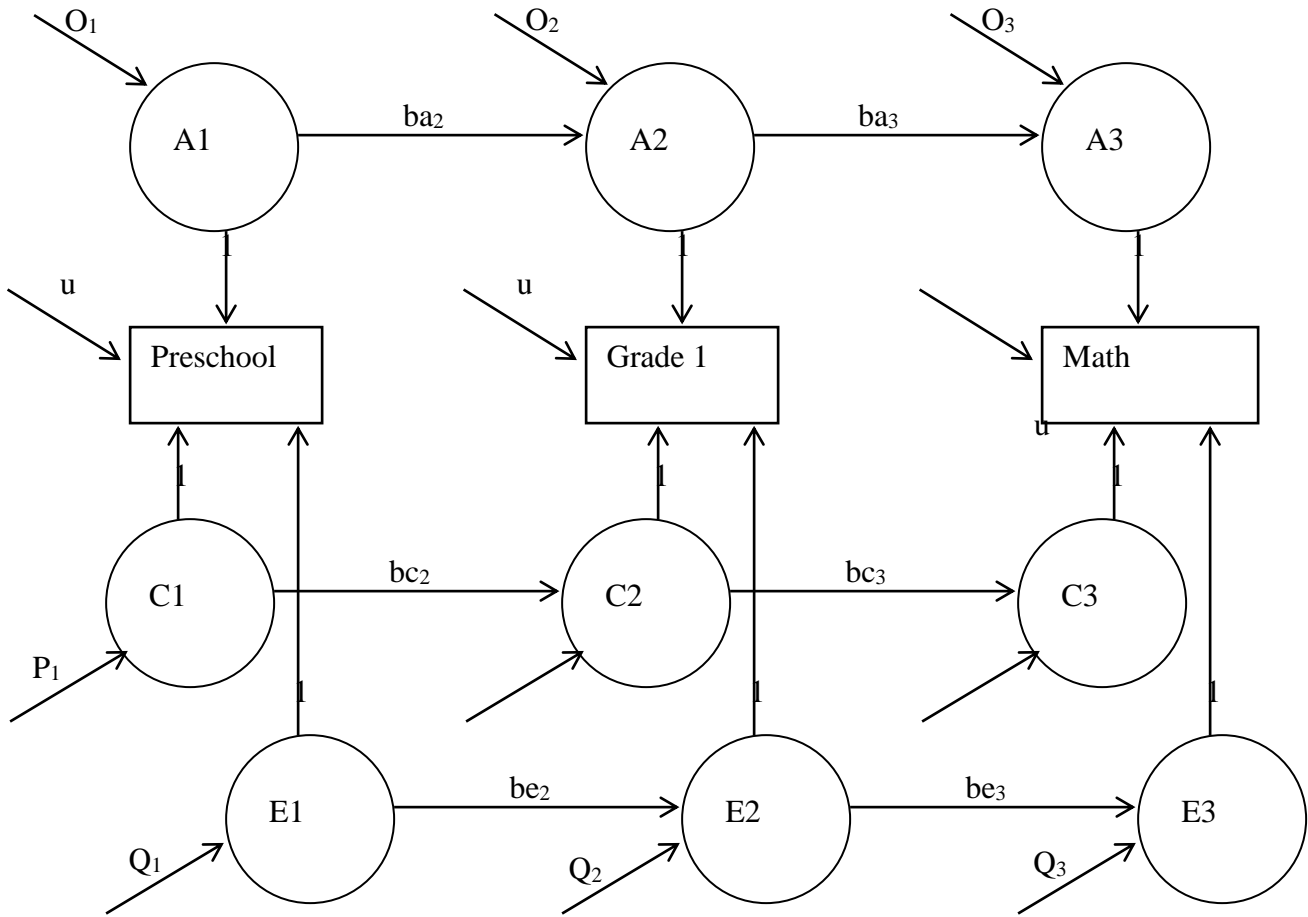 O₁ O₂ O₃
A1 ba₂ A2 ba₃ A3
1 1 1
u u
Preschool Grade 1 Math
u
1 1 1
C1 bc₂ C2 bc₃ C3
P₁
1 1 1
E1 be₂ E2 be₃ E3
Q₁ Q₂ Q₃